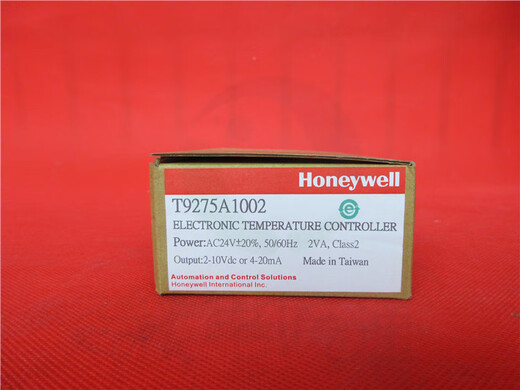 Honeywell
T9275A1002
ELECTRONIC TEMPERATURE CONTROLLER
Power:AC24V±20%, 50/60Hz 2VA, Class2
Output:2-10Vdc or 4-20mA Made in Taiwan
Automation and Control Solutions
Honeywell International Inc.